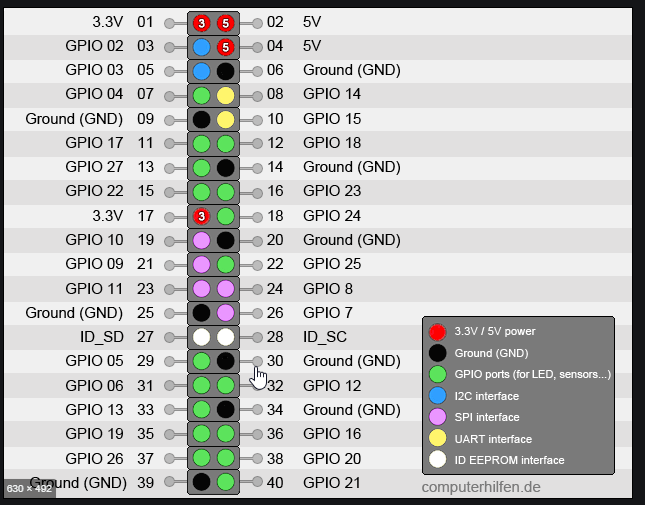 3.3V 01 3 5 02 5V
GPIO 02 03 5 04 5V
GPIO 03 05 06 Ground (GND)
GPIO 04 07 08 GPIO 14
Ground (GND) 09 10 GPIO 15
GPIO 17 11 12 GPIO 18
GPIO 27 13 14 Ground (GND)
GPIO 22 15 16 GPIO 23
3.3V 17 3 18 GPIO 24
GPIO 10 19 20 Ground (GND)
GPIO 09 21 22 GPIO 25
GPIO 11 23 24 GPIO 8
Ground (GND) 25 26 GPIO 7
ID_SD 27 28 ID_SC
GPIO 05 29 30 Ground (GND)
GPIO 06 31 32 GPIO 12
GPIO 13 33 34 Ground (GND)
GPIO 19 35 36 GPIO 16
GPIO 26 37 38 GPIO 20
Ground (GND) 39 40 GPIO 21
3.3V / 5V power
Ground (GND)
GPIO ports (for LED, sensors...)
I2C interface
SPI interface
UART interface
ID EEPROM interface
computerhilfen.de
630 × 492